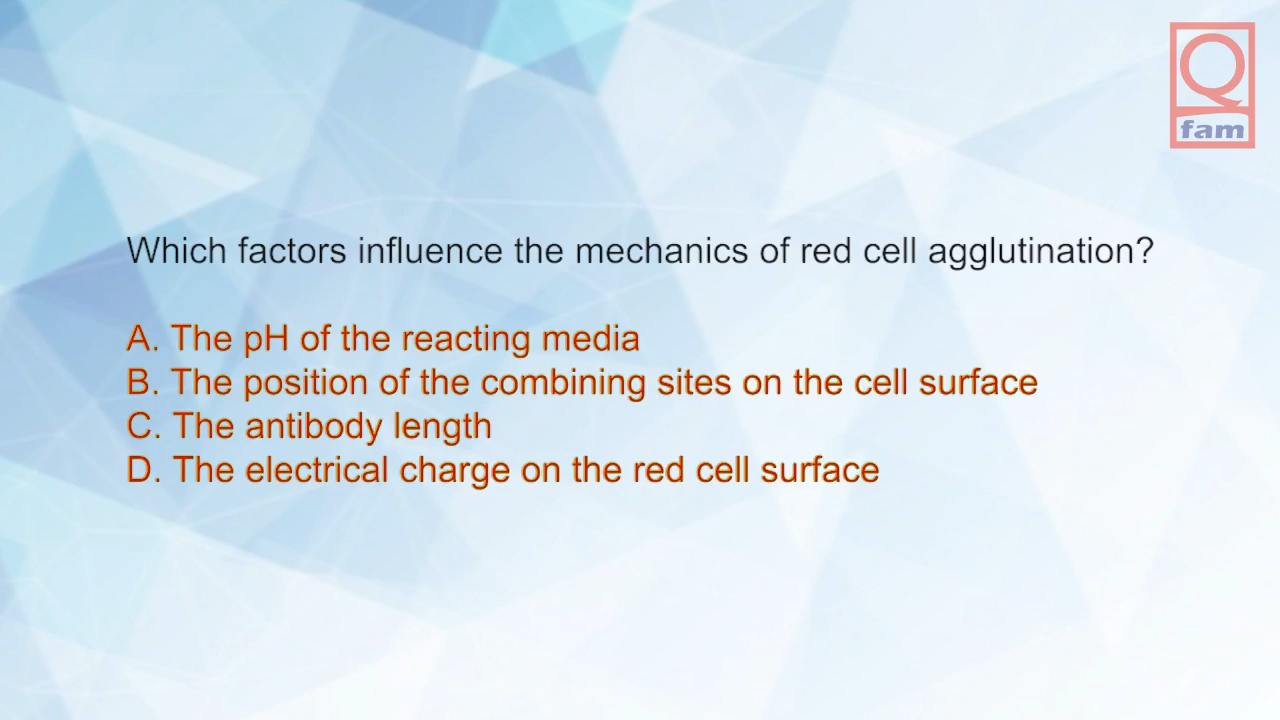 Q
fam
Which factors influence the mechanics of red cell agglutination?
A. The pH of the reacting media
B. The position of the combining sites on the cell surface
C. The antibody length
D. The electrical charge on the red cell surface